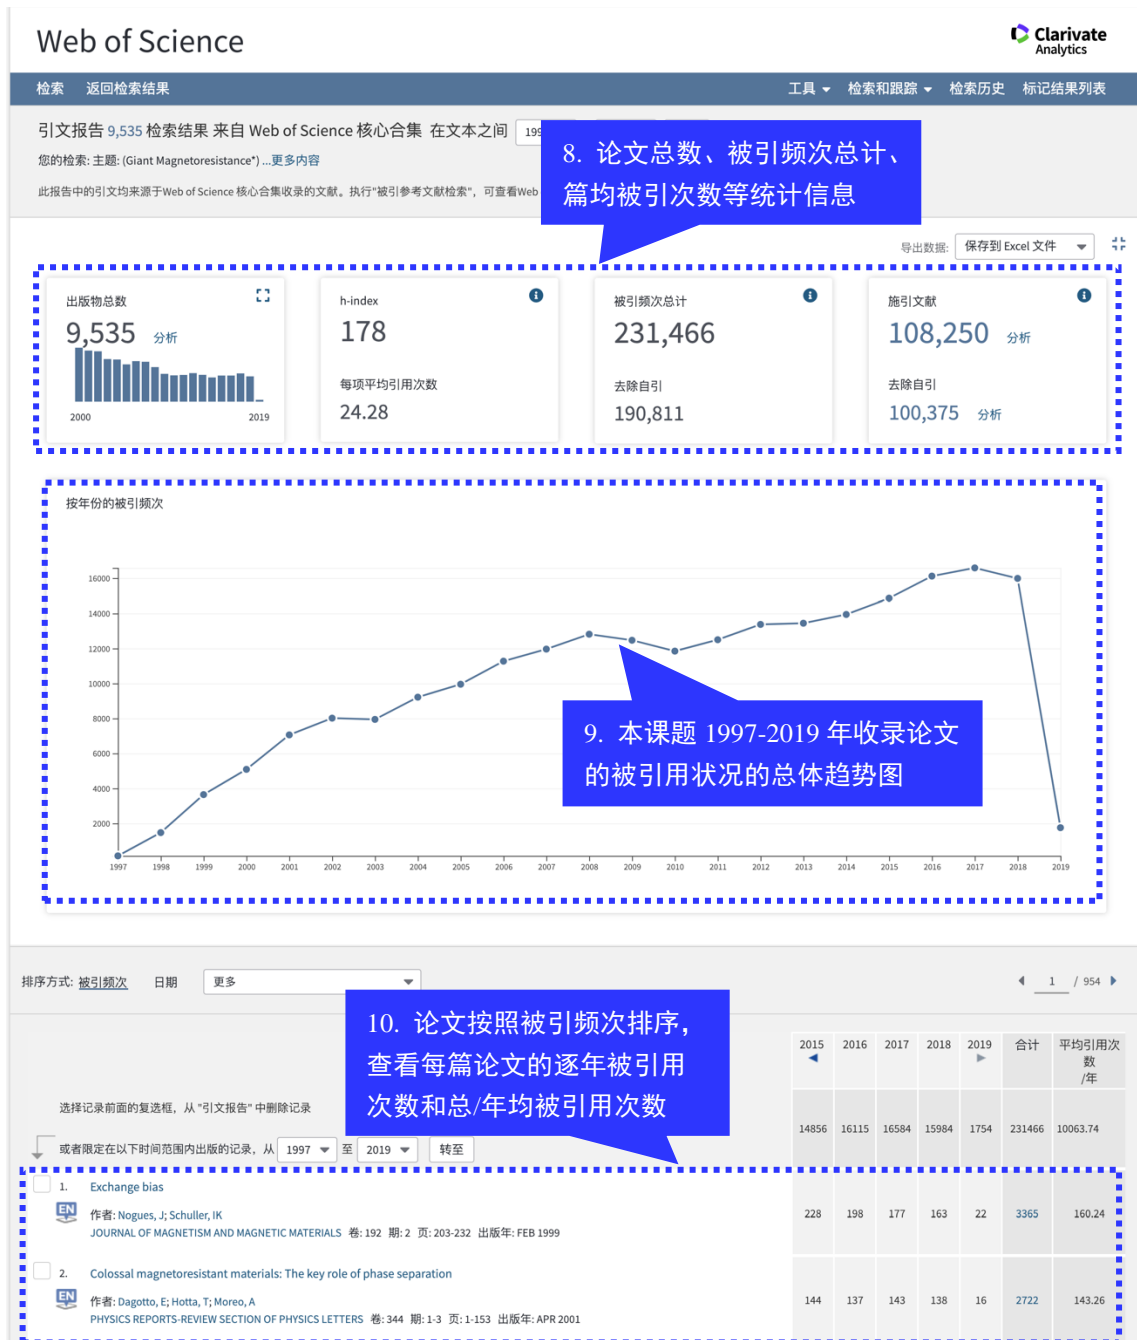 Web of Science
Clarivate
Analytics
检索 返回检索结果 工具 检索和跟踪 检索历史 标记结果列表
引文报告 9,535 检索结果 来自 Web of Science 核心合集 在文本之间 199
您的检索: 主题: (Giant Magnetoresistance*) ...更多内容
此报告中的引文均来源于Web of Science 核心合集收录的文献。执行"被引参考文献检索"，可查看Web
8. 论文总数、被引频次总计、
篇均被引次数等统计信息
导出数据: 保存到 Excel 文件
出版物总数
9,535 分析
2000 2019
h-index
178
每项平均引用次数
24.28
被引频次总计
231,466
去除自引
190,811
施引文献
108,250 分析
去除自引
100,375 分析
按年份的被引频次
16000
14000
12000
10000
8000
6000
4000
2000
1997 1998 1999 2000 2001 2002 2003 2004 2005 2006 2007 2008 2009 2010 2011 2012 2013 2014 2015 2016 2017 2018 2019
9. 本课题 1997-2019 年收录论文
的被引用状况的总体趋势图
排序方式: 被引频次 日期 更多
1 / 954
10. 论文按照被引频次排序，
查看每篇论文的逐年被引用
次数和总/年均被引用次数
2015 2016 2017 2018 2019 合计 平均引用次
数
/年
选择记录前面的复选框，从 "引文报告" 中删除记录
14856 16115 16584 15984 1754 231466 10063.74
或者限定在以下时间范围内出版的记录，从 1997 至 2019 转至
1. Exchange bias
EN
作者: Nogues, J; Schuller, IK
228 198 177 163 22 3365 160.24
JOURNAL OF MAGNETISM AND MAGNETIC MATERIALS 卷: 192 期: 2 页: 203-232 出版年: FEB 1999
2. Colossal magnetoresistant materials: The key role of phase separation
EN
作者: Dagotto, E; Hotta, T; Moreo, A
144 137 143 138 16 2722 143.26
PHYSICS REPORTS-REVIEW SECTION OF PHYSICS LETTERS 卷: 344 期: 1-3 页: 1-153 出版年: APR 2001